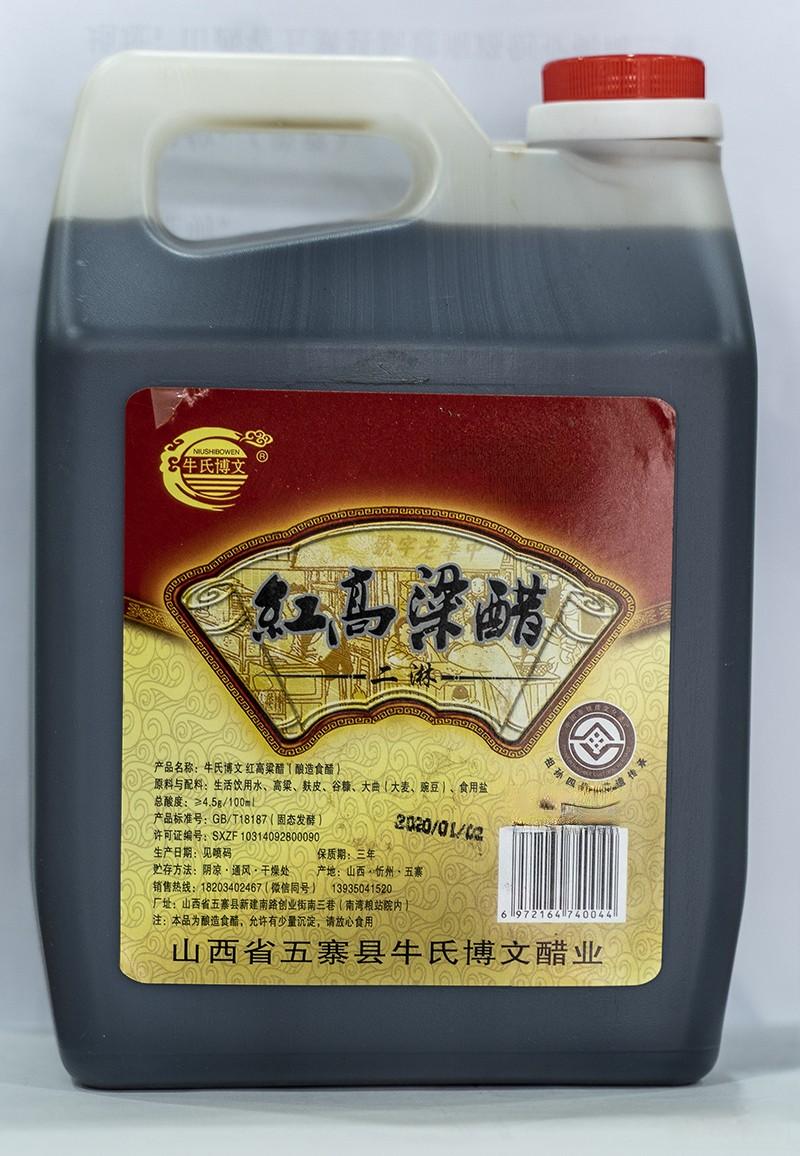 NIUSHIBOWEN
牛氏博文
®
號字老華中
紅高粱醋
二淋
产品名称：牛氏博文 红高粱醋（酿造食醋）
原料与配料：生活饮用水、高粱、麸皮、谷糠、大曲（大麦、豌豆）、食用盐
总酸度：≥4.5g/100ml
产品标准号：GB/T18187（固态发酵）
许可证编号：SXZF 10314092800090
2020/01/02
生产日期：见喷码 保质期：三年
贮存方法：阴凉·通风·干燥处 产地：山西·忻州·五寨
销售热线：18203402467（微信同号） 13935041520
厂址：山西省五寨县新建南路创业街南三巷（南湾粮站院内）
注：本品为酿造食醋，允许有少量沉淀，请放心食用
6 972164 740044
山西省五寨县牛氏博文醋业